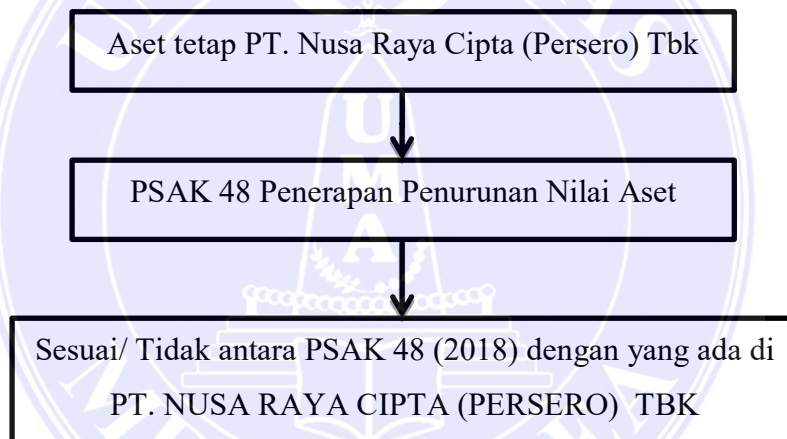 Aset tetap PT. Nusa Raya Cipta (Persero) Tbk
UMA
PSAK 48 Penerapan Penurunan Nilai Aset
Sesuai/ Tidak antara PSAK 48 (2018) dengan yang ada di
PT. NUSA RAYA CIPTA (PERSERO) TBK